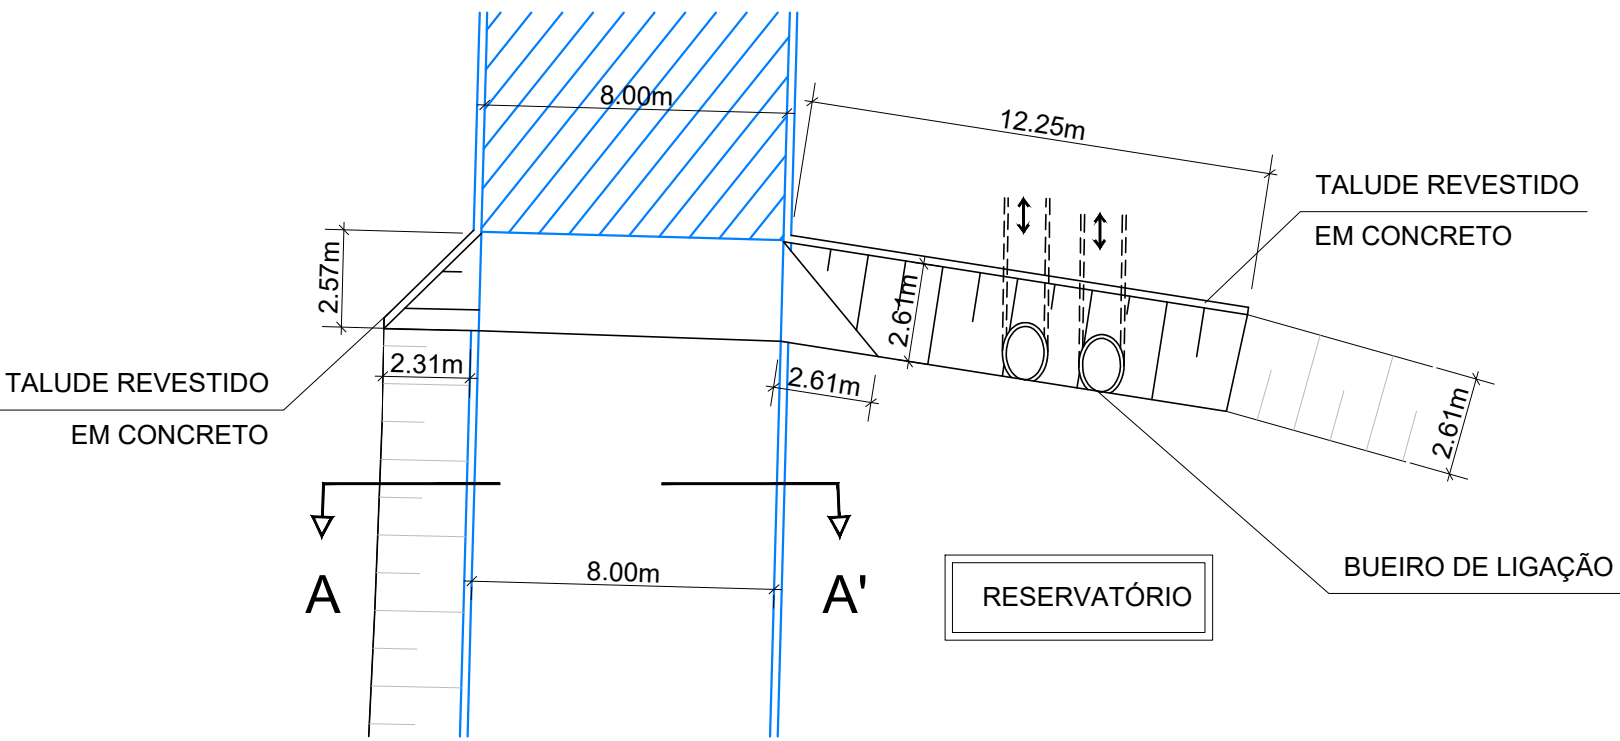 8.00m
12.25m
TALUDE REVESTIDO
EM CONCRETO
2.57m
2.61m
2.31m
2.61m
TALUDE REVESTIDO
EM CONCRETO
2.61m
A
A'
8.00m
RESERVATÓRIO
BUEIRO DE LIGAÇÃO